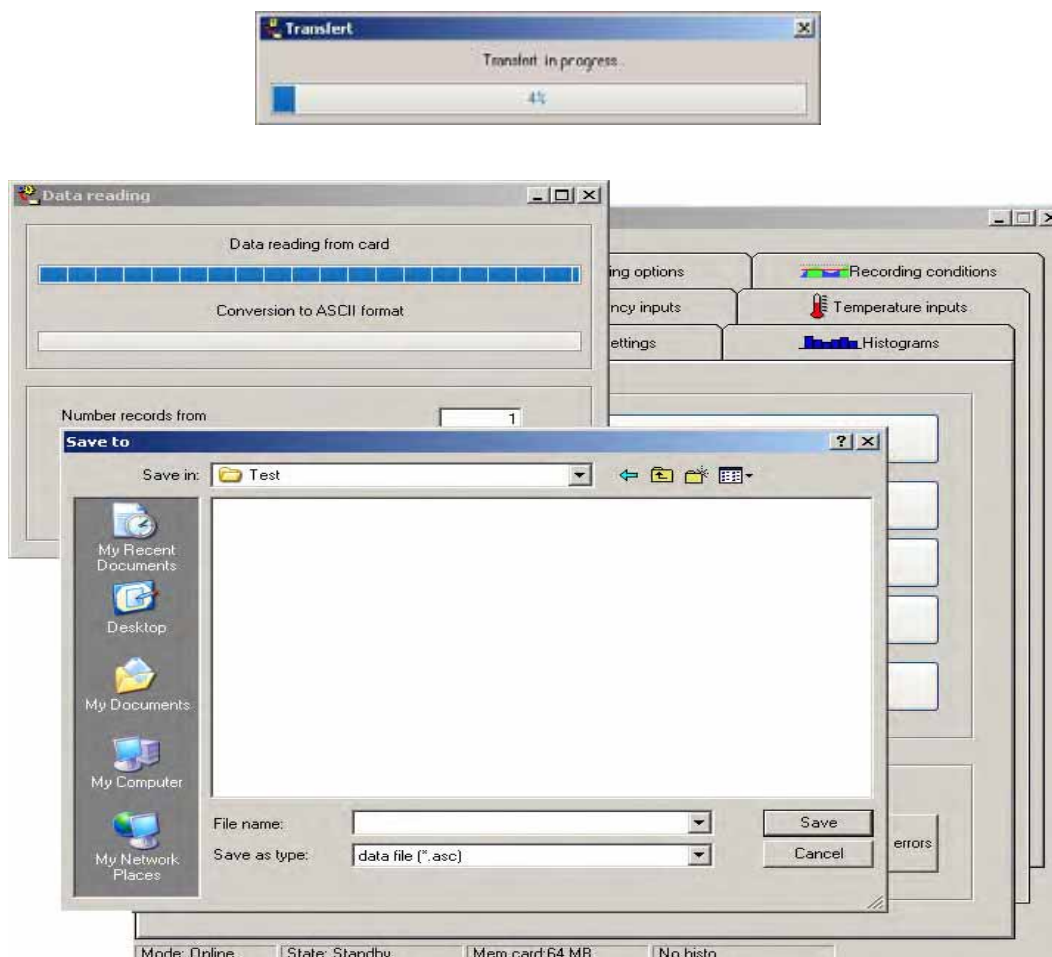 Transfert
Transfert in progress
4%
Data reading
Data reading from card
Conversion to ASCII format
Number records from
1
ing options
Recording conditions
ncy inputs
Temperature inputs
ettings
Histograms
Save to
Save in:
Test
My Recent
Documents
Desktop
My Documents
My Computer
My Network
Places
File name:
Save
Save as type:
data file (*.asc)
Cancel
errors
Mode: Online
State: Standby
Mem card:64 MB
No histo